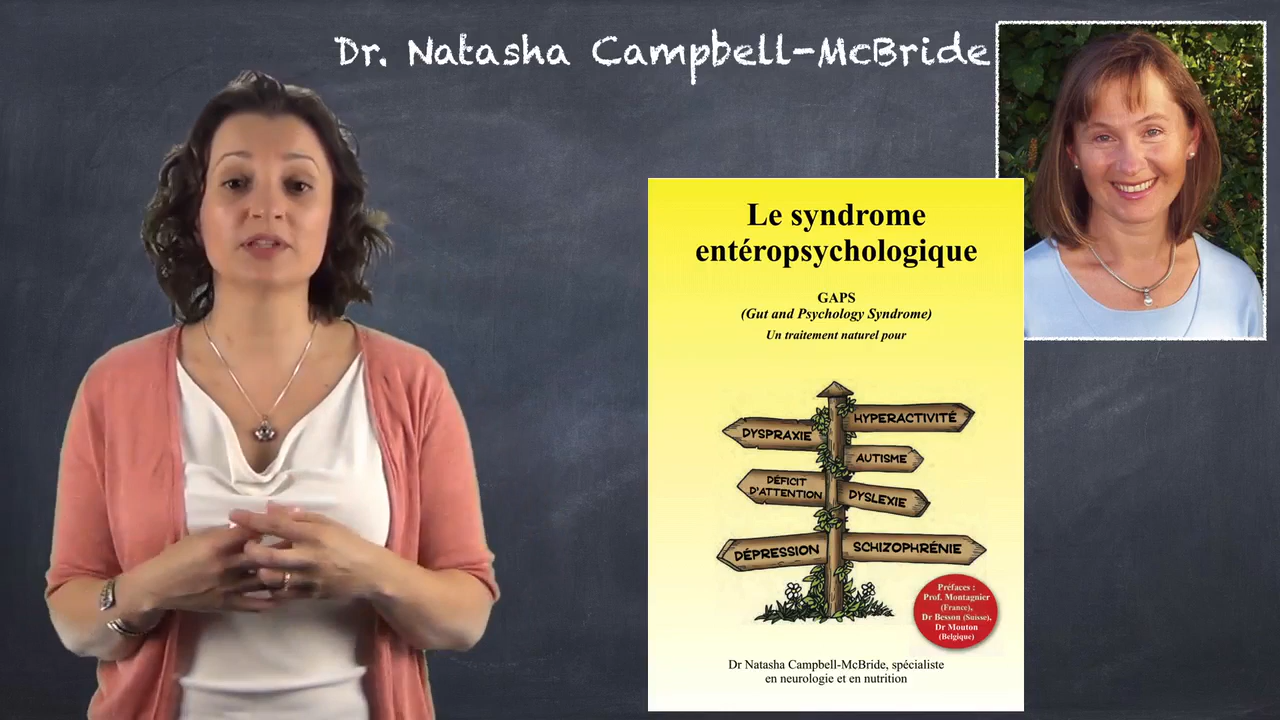 Dr. Natasha Campbell-McBride
Le syndrome
entéropsychologique
GAPS
(Gut and Psychology Syndrome)
Un traitement naturel pour
HYPERACTIVITÉ
DYSPRAXIE
AUTISME
DÉFICIT
D'ATTENTION
DYSLEXIE
DÉPRESSION
SCHIZOPHRÉNIE
Préfaces :
Prof. Montagnier
(France),
Dr Besson (Suisse),
Dr Mouton
(Belgique)
Dr Natasha Campbell-McBride, spécialiste
en neurologie et en nutrition